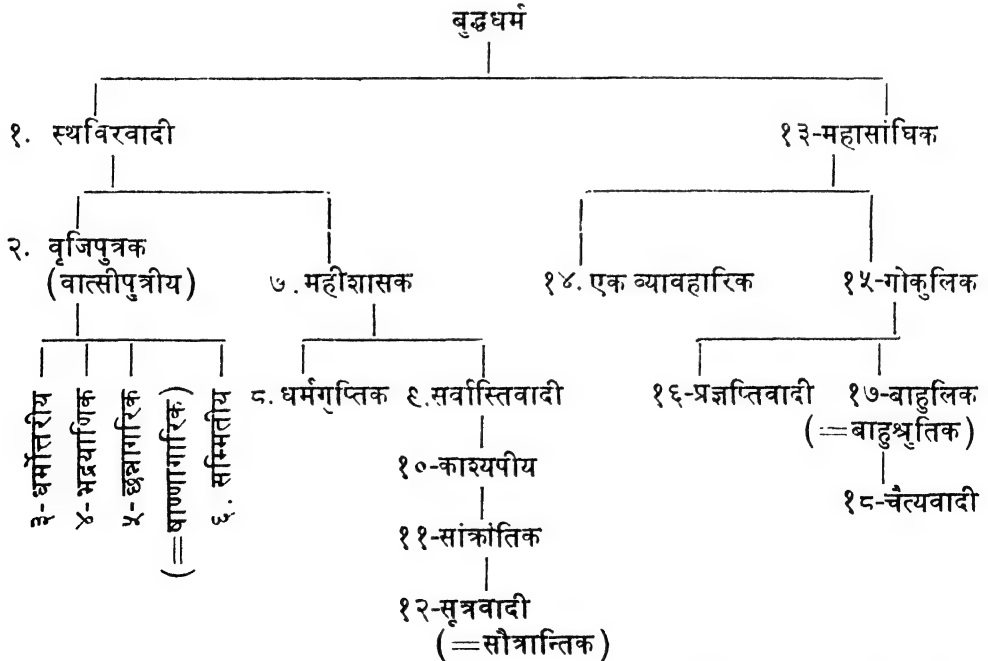 बुद्धधर्म
१. स्थविरवादी
१३-महासांघिक
२. वृजिपुत्रक
(वात्सीपुत्रीय)
७. महीशासक
१४. एक व्यावहारिक
१५-गोकुलिक
३-धर्मोत्तरीय
४-भद्रयाणिक
५-छन्नागरिक
(=षाण्णागारिक)
६. सम्मितीय
८. धर्मगुप्तिक
९.सर्वास्तिवादी
१६-प्रज्ञप्तिवादी
१७-बाहुलिक
(=बाहुश्रुतिक)
१०-काश्यपीय
१८-चैत्यवादी
११-सांक्रांतिक
१२-सूत्रवादी
(=सौत्रान्तिक)